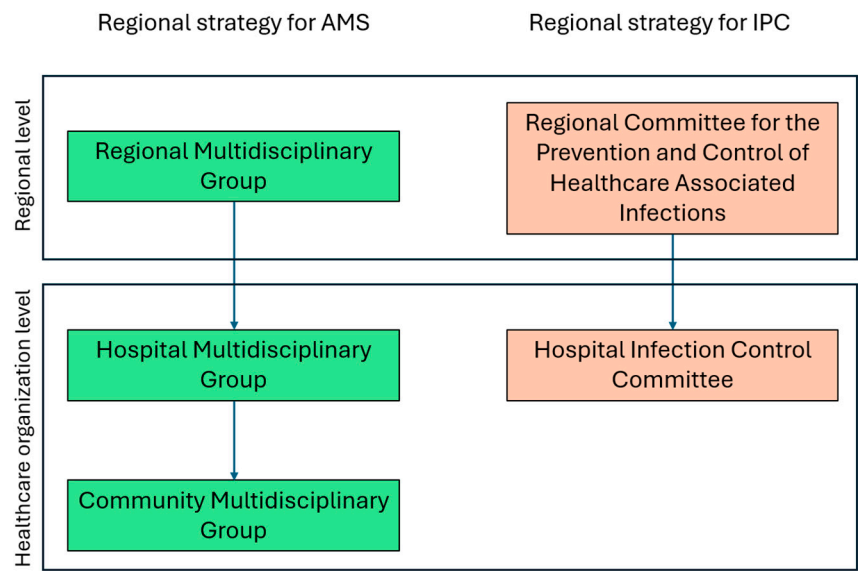 Regional strategy for AMS
Regional strategy for IPC
Regional level
Regional Multidisciplinary
Group
Regional Committee for the
Prevention and Control of
Healthcare Associated
Infections
Healthcare organization level
Hospital Multidisciplinary
Group
Hospital Infection Control
Committee
Community Multidisciplinary
Group